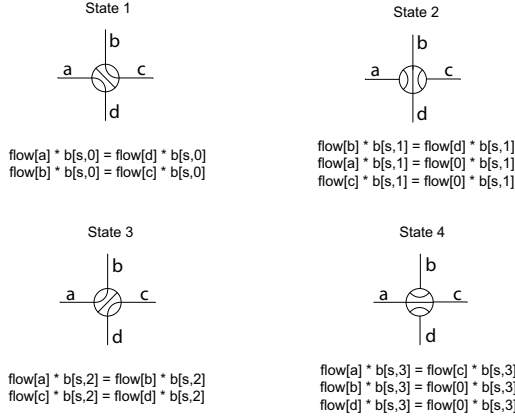 State 1
b
a
c
d
flow[a] * b[s,0] = flow[d] * b[s,0]
flow[b] * b[s,0] = flow[c] * b[s,0]
State 2
b
a
c
d
flow[b] * b[s,1] = flow[d] * b[s,1]
flow[a] * b[s,1] = flow[0] * b[s,1]
flow[c] * b[s,1] = flow[0] * b[s,1]
State 3
b
a
c
d
flow[a] * b[s,2] = flow[b] * b[s,2]
flow[c] * b[s,2] = flow[d] * b[s,2]
State 4
b
a
c
d
flow[a] * b[s,3] = flow[c] * b[s,3]
flow[b] * b[s,3] = flow[0] * b[s,3]
flow[d] * b[s,3] = flow[0] * b[s,3]